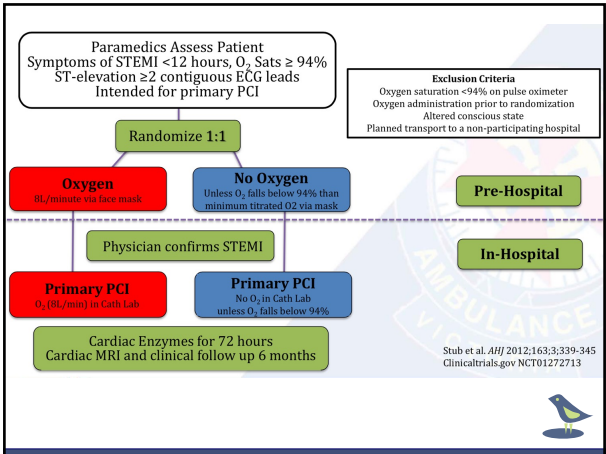 Paramedics Assess Patient
Symptoms of STEMI <12 hours, O₂ Sats ≥ 94%
ST-elevation ≥2 contiguous ECG leads
Intended for primary PCI
Exclusion Criteria
Oxygen saturation <94% on pulse oximeter
Oxygen administration prior to randomization
Altered conscious state
Planned transport to a non-participating hospital
Randomize 1:1
Oxygen
8L/minute via face mask
No Oxygen
Unless O₂ falls below 94% than
minimum titrated O2 via mask
Pre-Hospital
Physician confirms STEMI
In-Hospital
Primary PCI
O₂ (8L/min) in Cath Lab
Primary PCI
No O₂ in Cath Lab
unless O₂ falls below 94%
Cardiac Enzymes for 72 hours
Cardiac MRI and clinical follow up 6 months
AMBULANCE
Stub et al. AHJ 2012;163;3;339-345
Clinicaltrials.gov NCT01272713